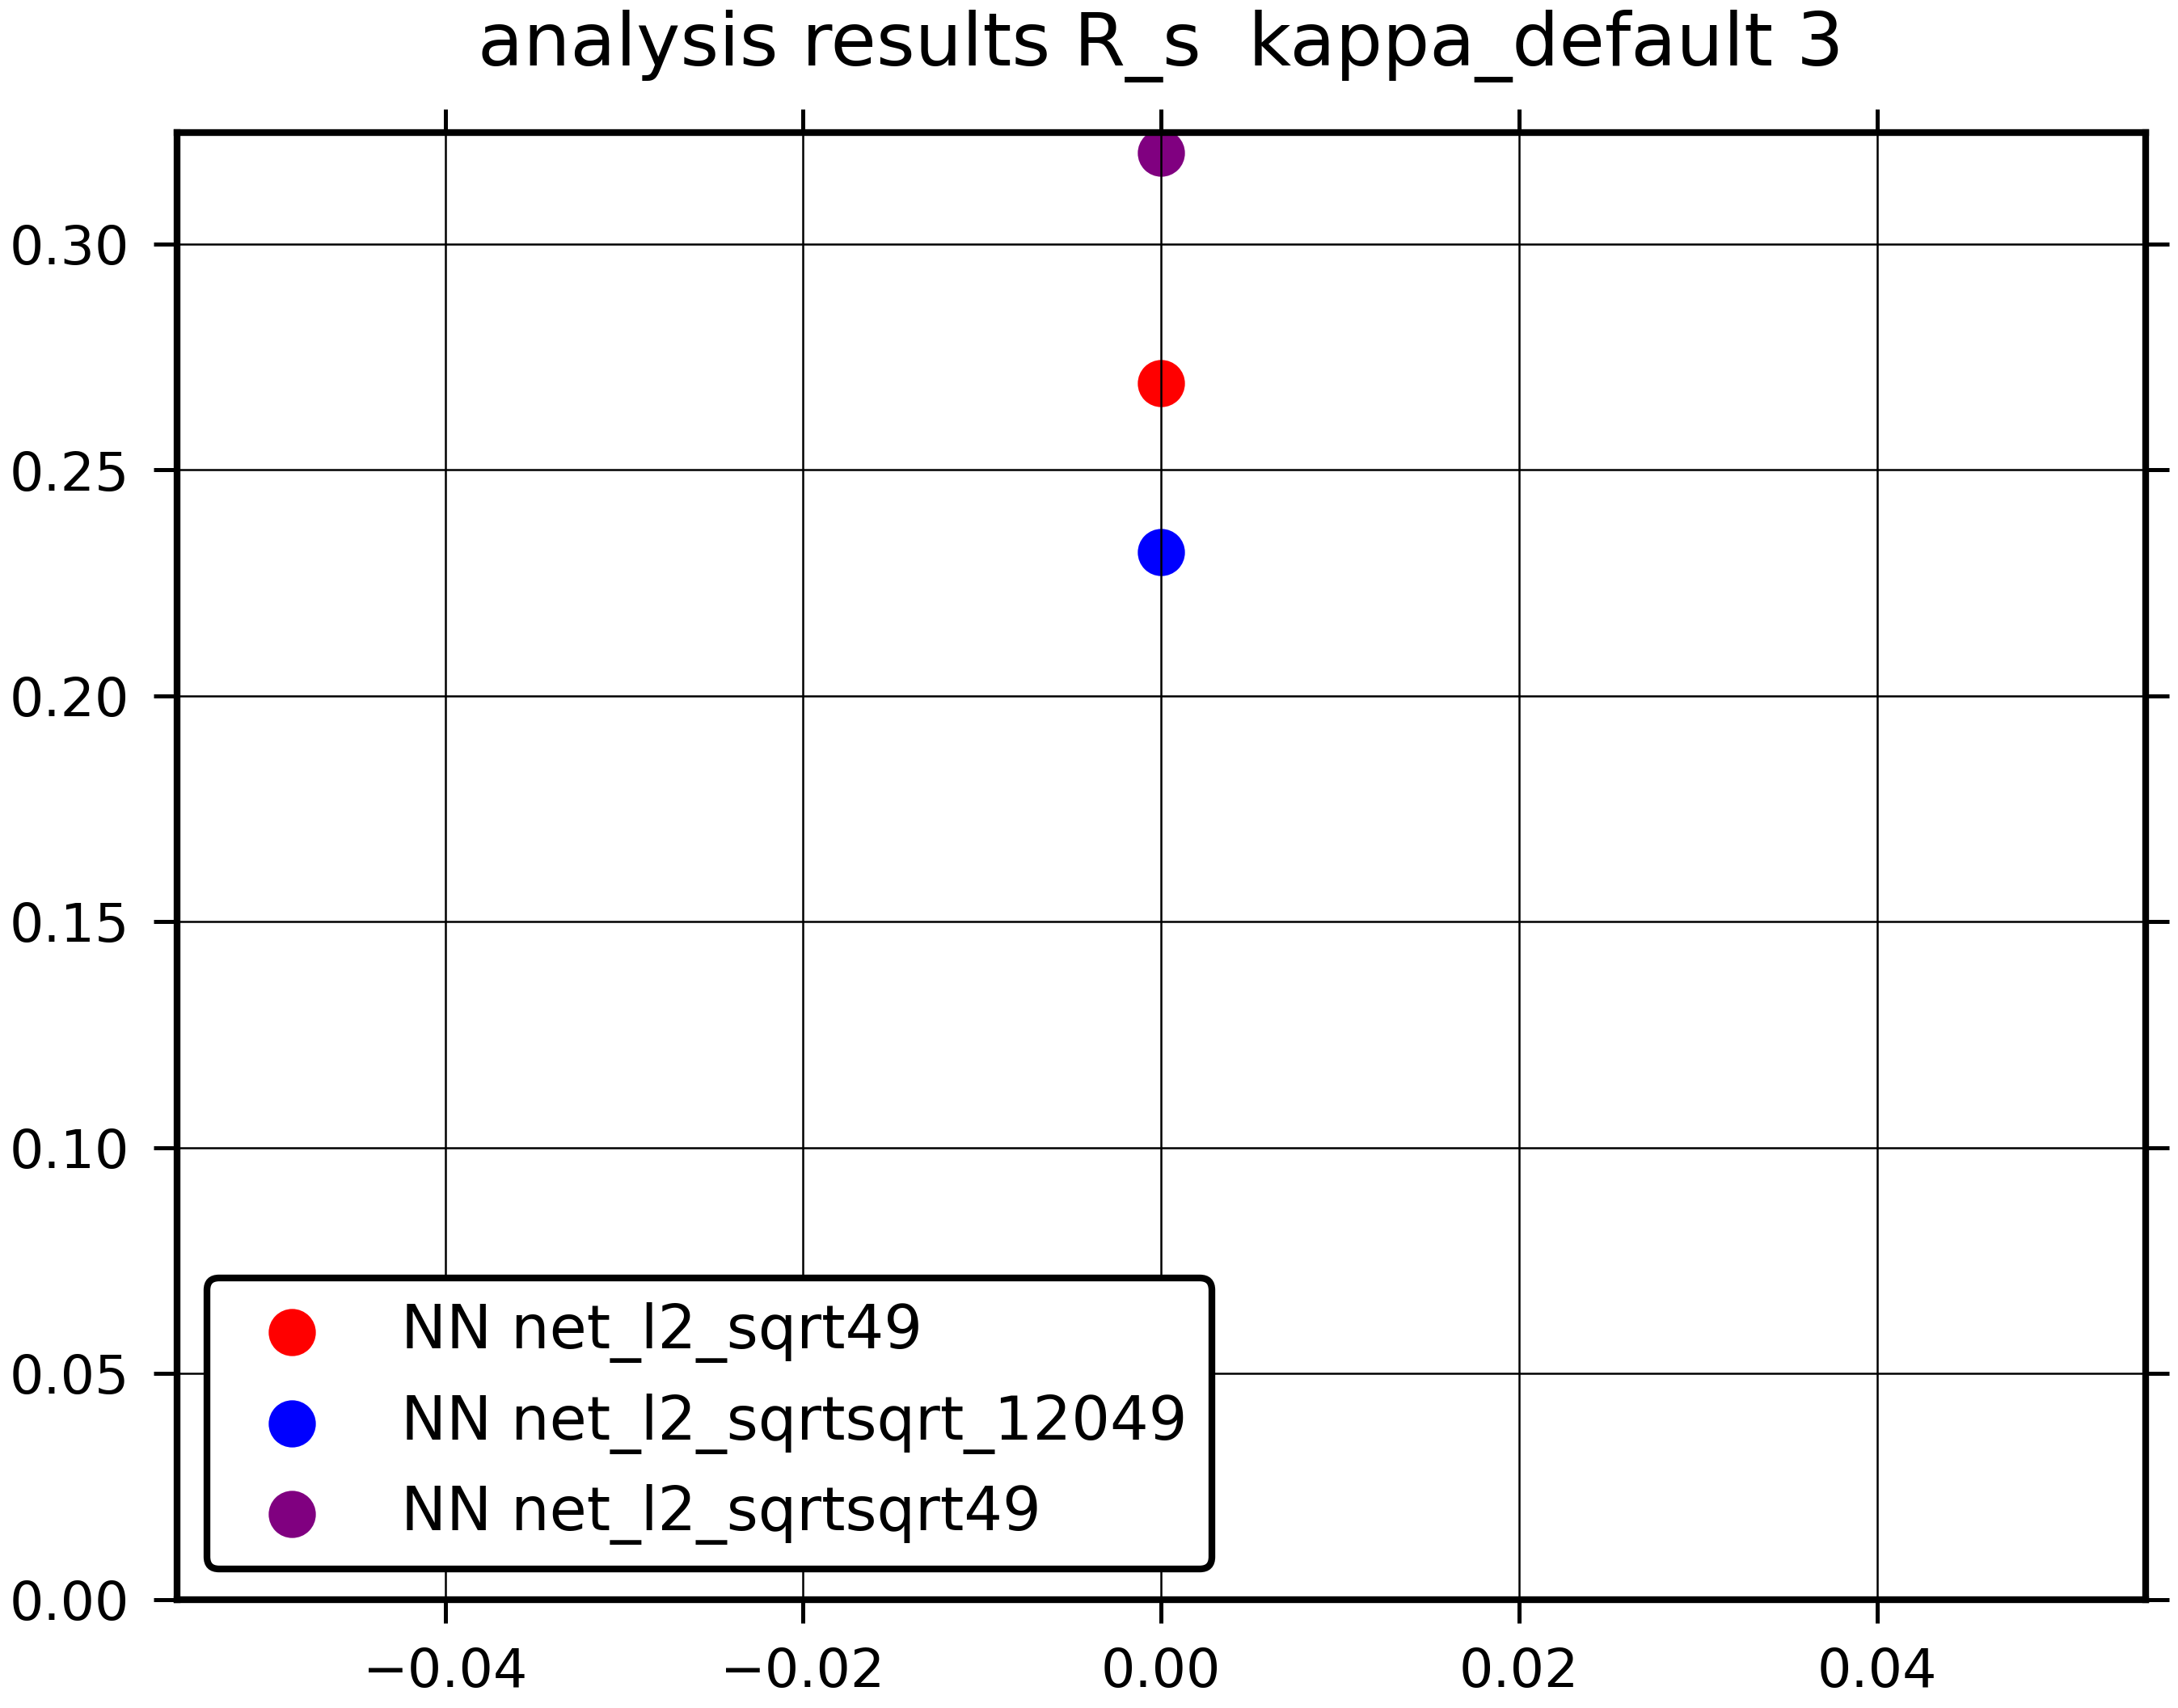 analysis results R_s  kappa_default 3
0.30
0.25
0.20
0.15
0.10
0.05
0.00
NN net_l2_sqrt49
NN net_l2_sqrtsqrt_12049
NN net_l2_sqrtsqrt49
−0.04 −0.02 0.00 0.02 0.04